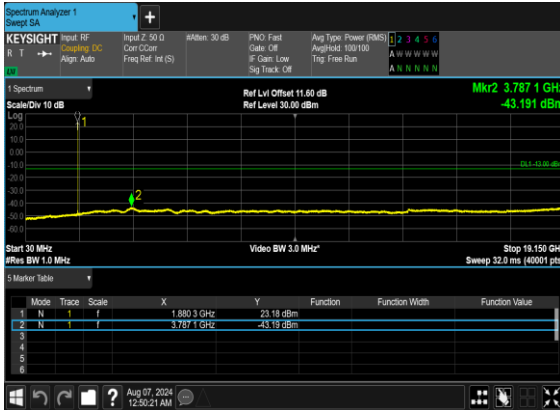 Spectrum Analyzer 1
Swept SA
+
KEYSIGHT Input: RF Input Z: 50 Ω #Atten: 30 dB PNO: Fast Avg Type: Power (RMS) 1 2 3 4 5 6
R T Coupling: DC Corr CCorr Gate: Off Avg|Hold: 100/100 A W W W W W
Align: Auto Freq Ref: Int (S) IF Gain: Low Trig: Free Run
Sig Track: Off A N N N N N
1 Spectrum Ref Lvl Offset 11.60 dB Mkr2 3.787 1 GHz
Scale/Div 10 dB Ref Level 30.00 dBm -43.191 dBm
Log
20.0
10.0
0.00
-10.0
DL1 -13.00 dBm
-20.0
-30.0
-40.0
-50.0
-60.0
1
2
Start 30 MHz Video BW 3.0 MHz* Stop 19.150 GHz
#Res BW 1.0 MHz Sweep 32.0 ms (40001 pts)
5 Marker Table
Mode Trace Scale X Y Function Function Width Function Value
1 N 1 f 1.880 3 GHz 23.18 dBm
2 N 1 f 3.787 1 GHz -43.19 dBm
3
4
5
6
? Aug 07, 2024
12:50:21 AM